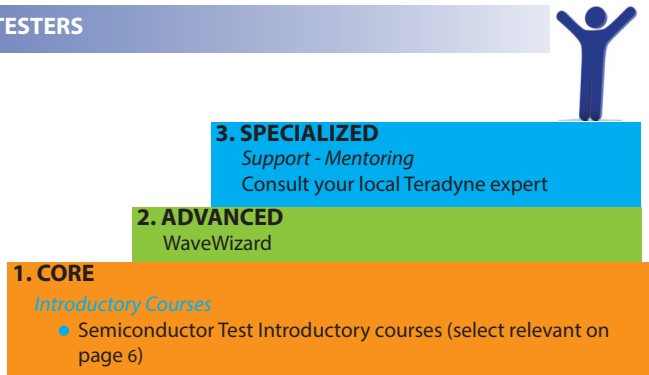 TESTERS
3. SPECIALIZED
Support - Mentoring
Consult your local Teradyne expert
2. ADVANCED
WaveWizard
1. CORE
Introductory Courses
● Semiconductor Test Introductory courses (select relevant on
page 6)